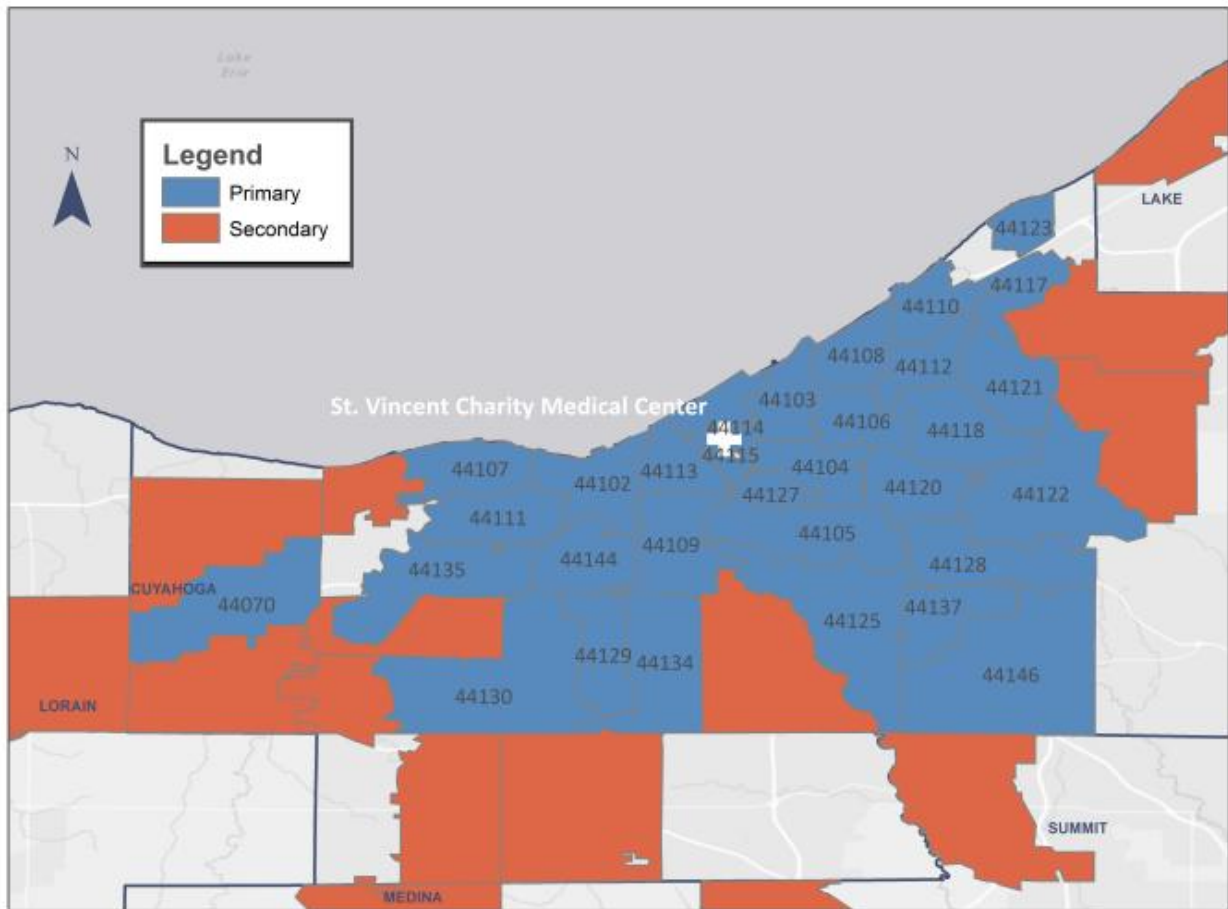 Lake
Erie
N
Legend
Primary
Secondary
LAKE
44123
44117
44110
44108
44112
44121
St. Vincent Charity Medical Center
44103
44114
44106
44118
44107
44102
44113
44115
44104
44127
44120
44122
44111
44109
44105
44144
44135
44128
CUYAHOGA
44070
44137
44125
44129
44134
44130
44146
LORAIN
SUMMIT
MEDINA